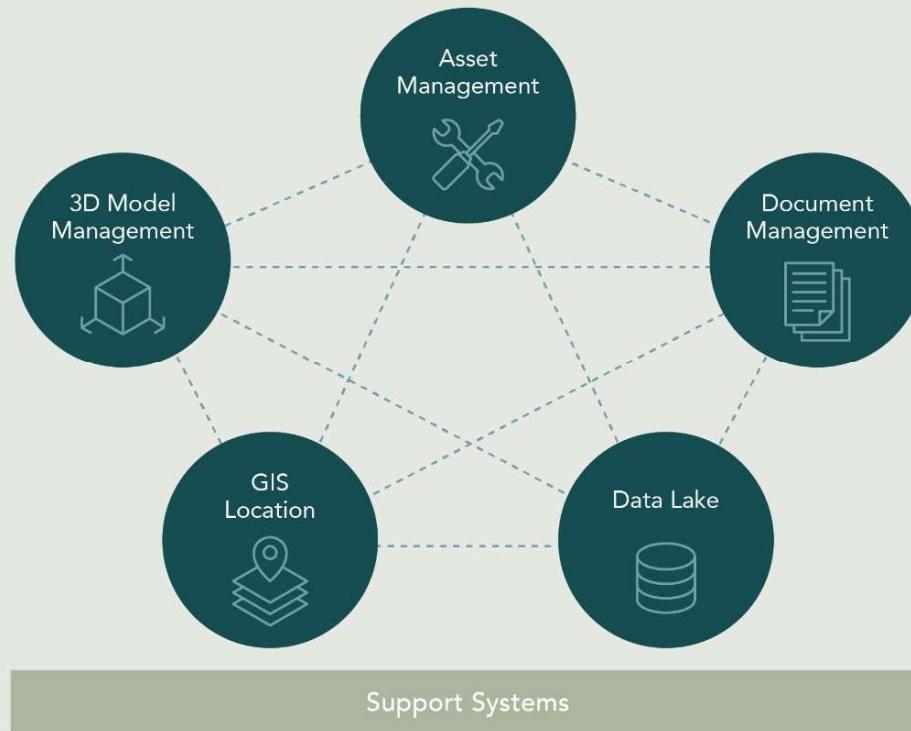 Asset
Management
3D Model
Management
Document
Management
GIS
Location
Data Lake
Support Systems